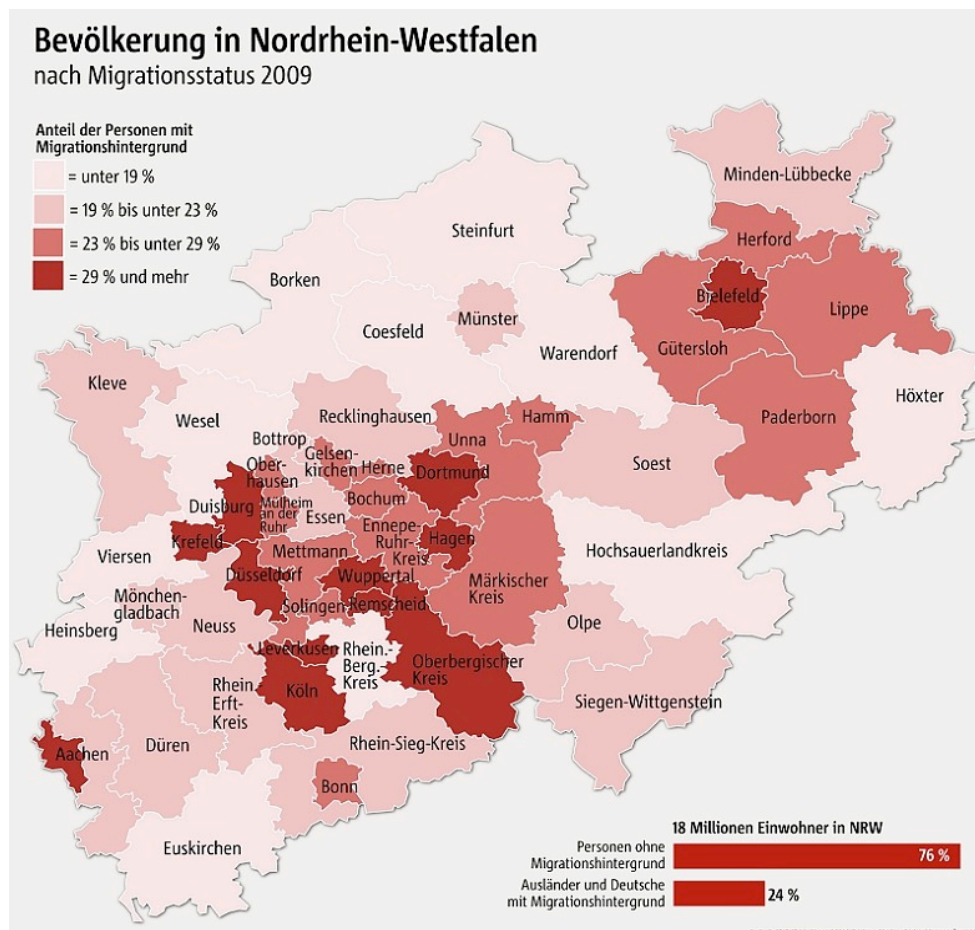 Bevölkerung in Nordrhein-Westfalen
nach Migrationsstatus 2009
Anteil der Personen mit
Migrationshintergrund
= unter 19 %
= 19 % bis unter 23 %
= 23 % bis unter 29 %
= 29 % und mehr
Minden-Lübbecke
Steinfurt
Herford
Borken
Bielefeld
Lippe
Münster
Coesfeld
Gütersloh
Warendorf
Kleve
Höxter
Wesel
Recklinghausen
Hamm
Paderborn
Bottrop
Unna
Gelsen-
kirchen
Herne
Ober-
hausen
Dortmund
Soest
Duisburg
Mülheim
an der
Ruhr
Essen
Bochum
Ennepe-
Ruhr-
Kreis
Hagen
Krefeld
Viersen
Mettmann
Hochsauerlandkreis
Düsseldorf
Wuppertal
Märkischer
Kreis
Mönchen-
gladbach
Solingen
Remscheid
Heinsberg
Neuss
Olpe
Leverkusen
Rhein.-
Berg.-
Kreis
Oberbergischer
Kreis
Rhein
Erft-
Kreis
Köln
Siegen-Wittgenstein
Aachen
Düren
Rhein-Sieg-Kreis
Bonn
Euskirchen
18 Millionen Einwohner in NRW
Personen ohne
Migrationshintergrund
76 %
Ausländer und Deutsche
mit Migrationshintergrund
24 %